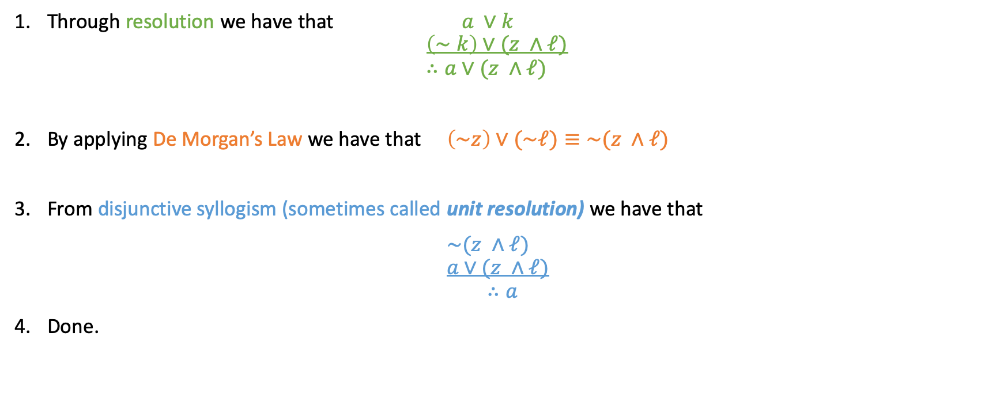 1. Through resolution we have that a ∨ k
(~ k) ∨ (z ∧ ℓ)
∴ a ∨ (z ∧ ℓ)
2. By applying De Morgan’s Law we have that (~z) ∨ (~ℓ) ≡ ~(z ∧ ℓ)
3. From disjunctive syllogism (sometimes called unit resolution) we have that
~(z ∧ ℓ)
a ∨ (z ∧ ℓ)
∴ a
4. Done.